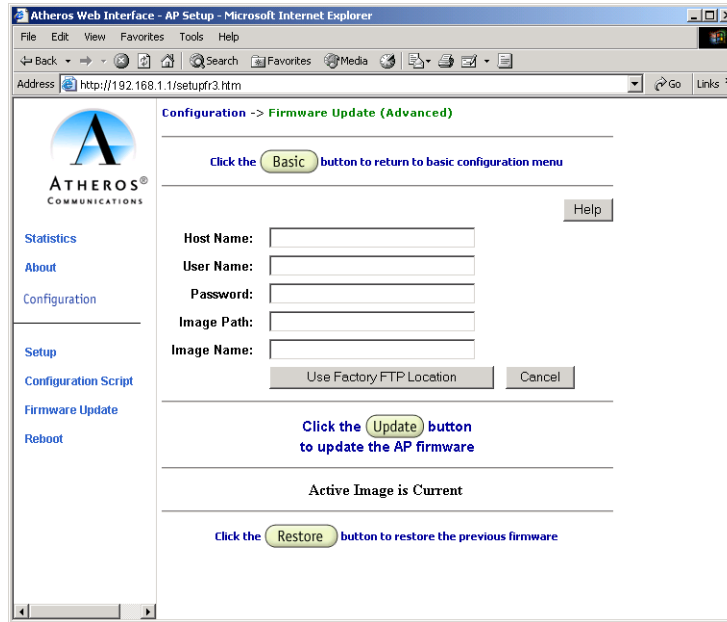 Atheros Web Interface - AP Setup - Microsoft Internet Explorer
File Edit View Favorites Tools Help
Back Search Favorites Media
Address http://192.168.1.1/setupfr3.htm Go Links
ATHEROS®
COMMUNICATIONS
Statistics
About
Configuration
Setup
Configuration Script
Firmware Update
Reboot
Configuration -> Firmware Update (Advanced)
Click the Basic button to return to basic configuration menu
Help
Host Name:
User Name:
Password:
Image Path:
Image Name:
Use Factory FTP Location Cancel
Click the Update button
to update the AP firmware
Active Image is Current
Click the Restore button to restore the previous firmware